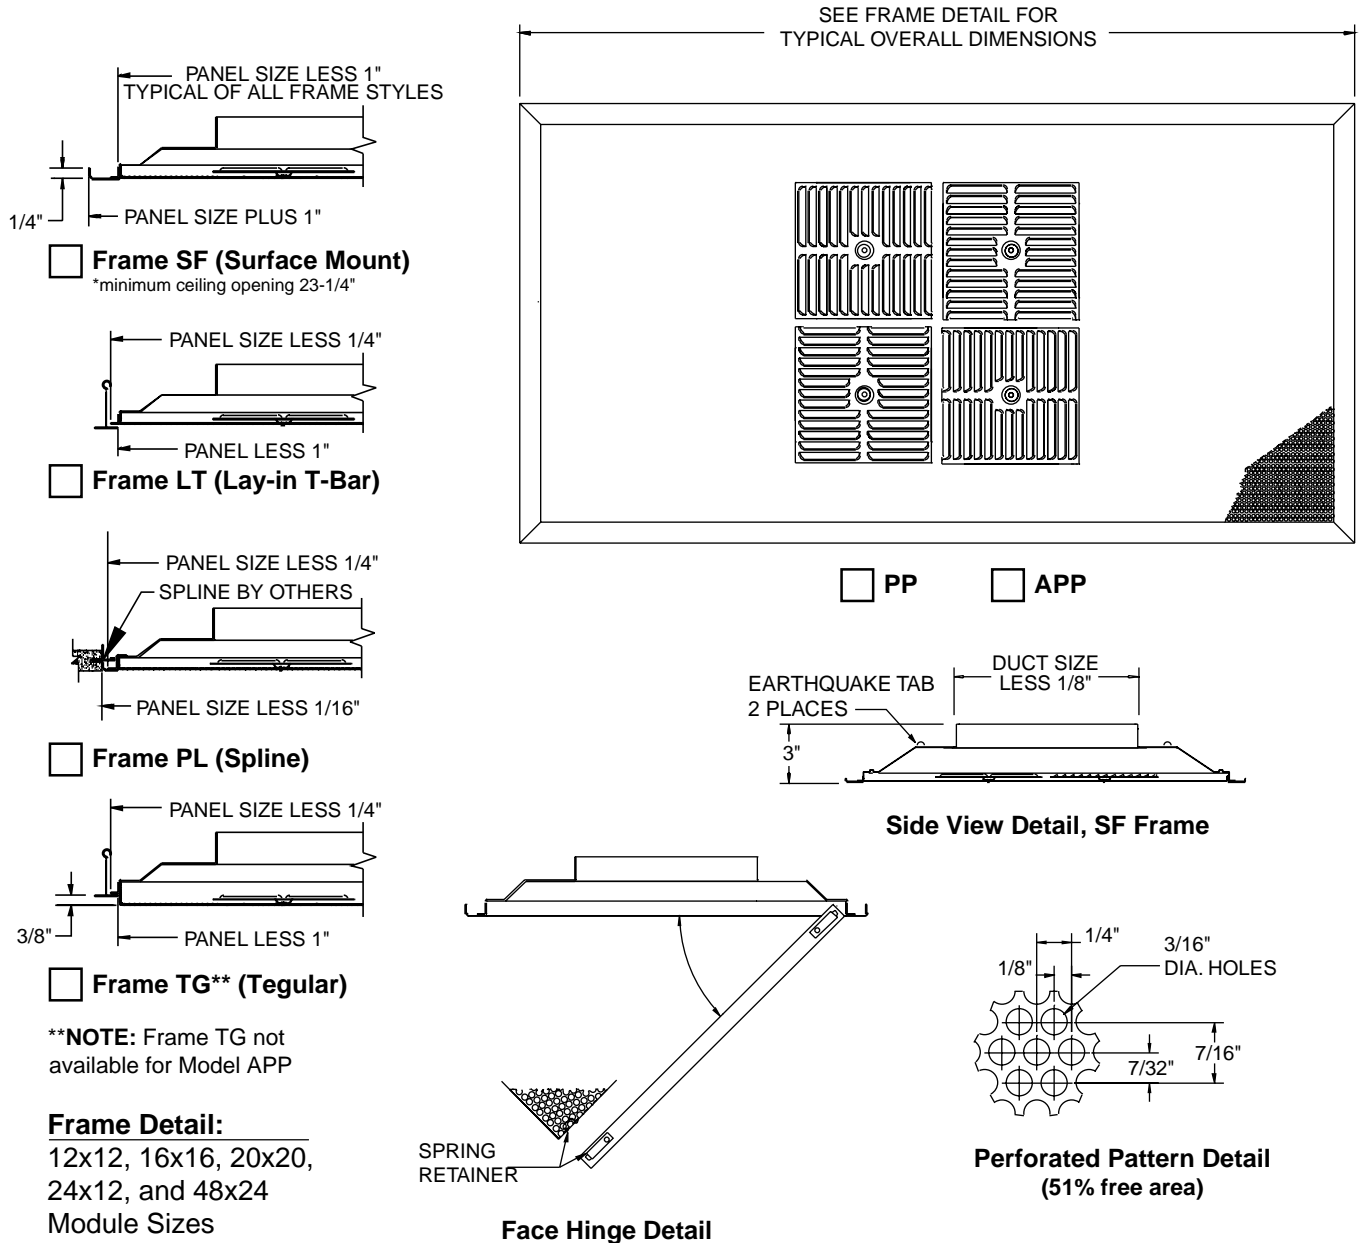 SEE FRAME DETAIL FOR
TYPICAL OVERALL DIMENSIONS
PANEL SIZE LESS 1"
TYPICAL OF ALL FRAME STYLES
1/4"
PANEL SIZE PLUS 1"
Frame SF (Surface Mount)
*minimum ceiling opening 23-1/4"
PANEL SIZE LESS 1/4"
PANEL LESS 1"
Frame LT (Lay-in T-Bar)
PANEL SIZE LESS 1/4"
SPLINE BY OTHERS
PANEL SIZE LESS 1/16"
Frame PL (Spline)
PANEL SIZE LESS 1/4"
3/8"
PANEL LESS 1"
Frame TG** (Tegular)
**NOTE: Frame TG not
available for Model APP
Frame Detail:
12x12, 16x16, 20x20,
24x12, and 48x24
Module Sizes
PP
APP
EARTHQUAKE TAB
2 PLACES
DUCT SIZE
LESS 1/8"
3"
Side View Detail, SF Frame
SPRING
RETAINER
Face Hinge Detail
1/4"
1/8"
3/16"
DIA. HOLES
7/16"
7/32"
Perforated Pattern Detail
(51% free area)